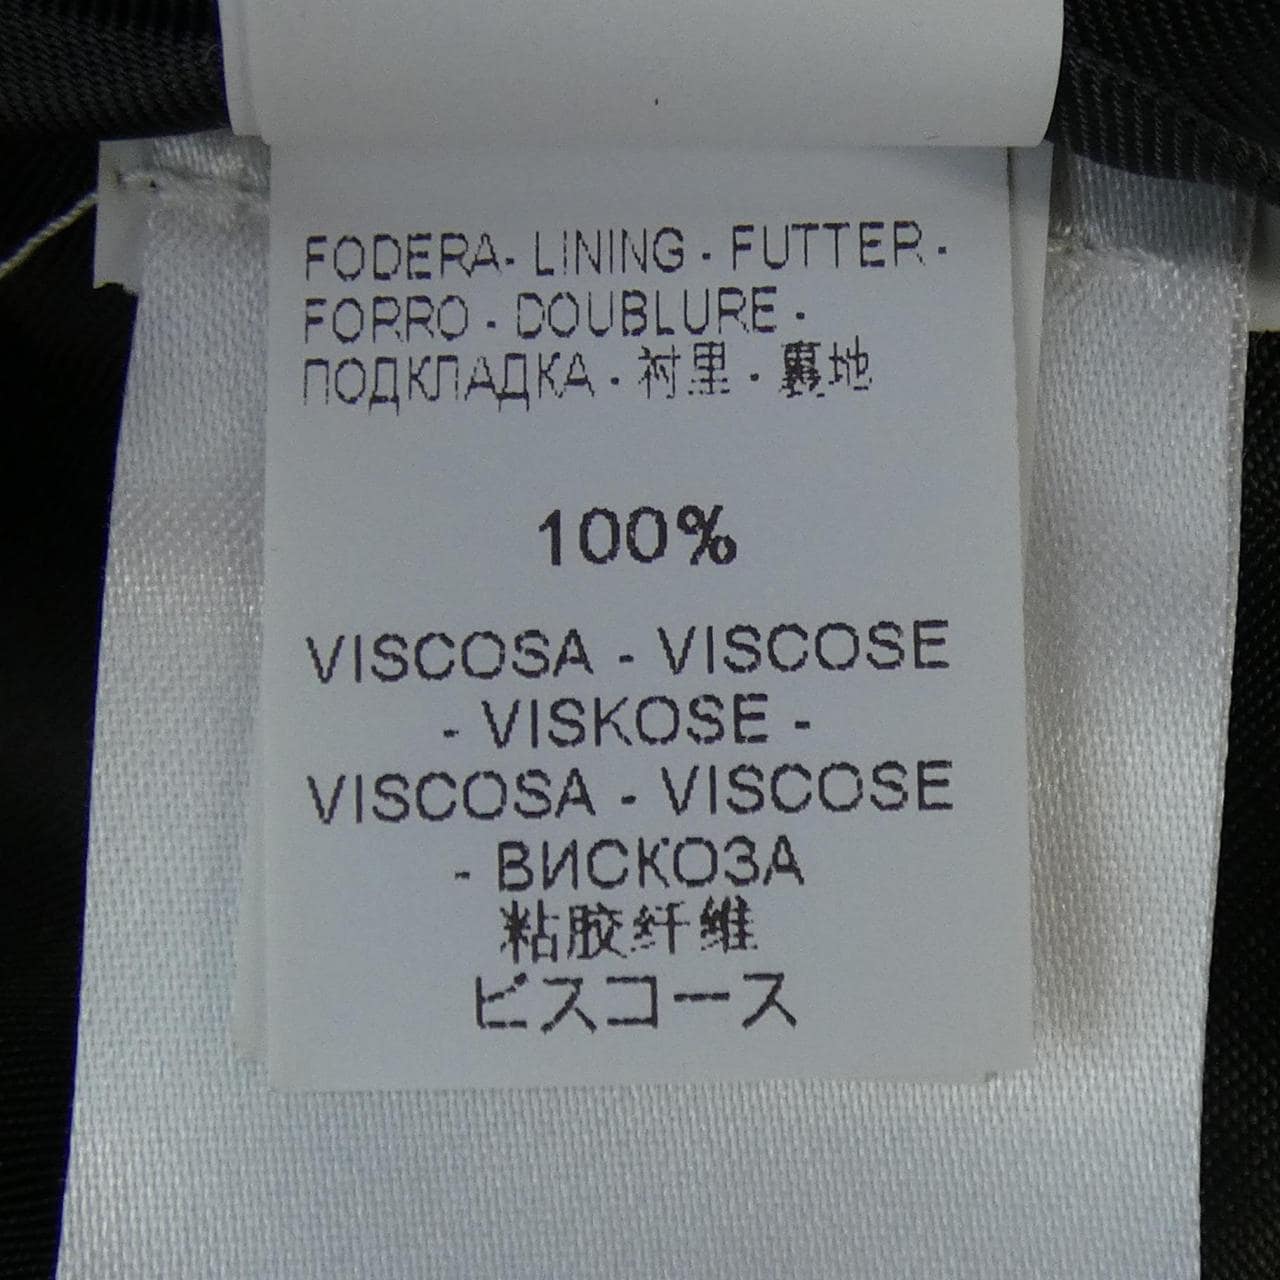 FODERA- LINING - FUTTER -
FORRO - DOUBLURE -
ПОДКЛАДКА - 衬里 - 裏地
100%
VISCOSA - VISCOSE
- VISKOSE -
VISCOSA - VISCOSE
- ВИСКОЗА
粘胶纤维
ビスコース